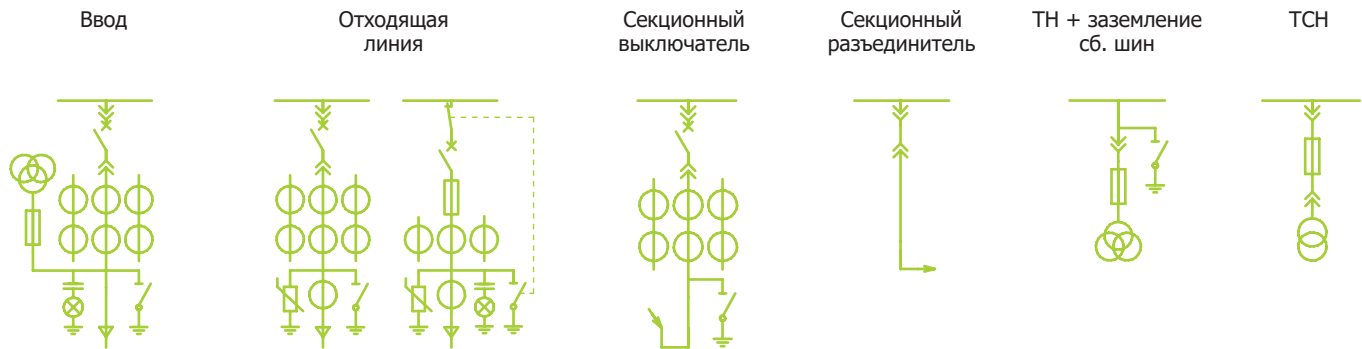 Ввод
Отходящая
линия
Секционный
выключатель
Секционный
разъединитель
ТН + заземление
сб. шин
ТСН